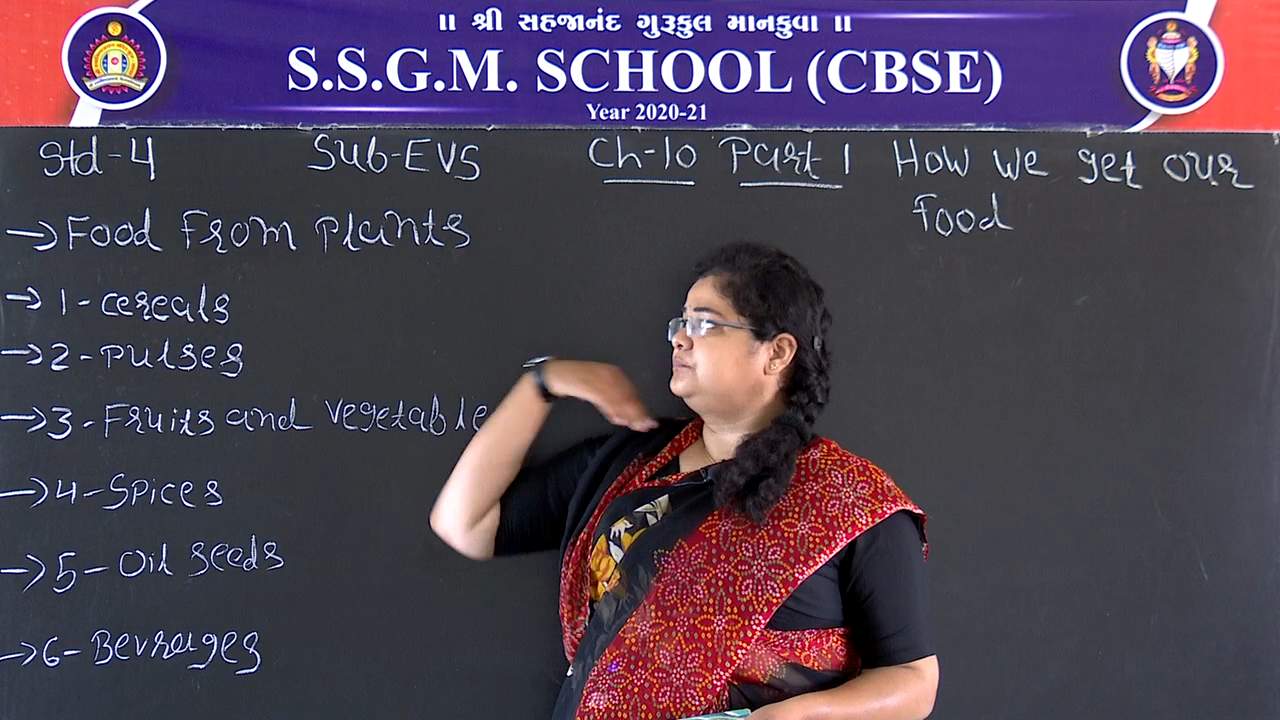 ॥ શ્રી સહજાનંદ ગુરુકુલ માનકુવા ॥
S.S.G.M. SCHOOL (CBSE)
Year 2020-21
Std-4 Sub-EVS Ch-10 Part 1 How we get our
Food
→ Food From Plants
→ 1-cereals
→ 2-Pulses
→ 3-Fruits and vegetable
→ 4-Spices
→ 5-Oil seeds
→ 6-Bevrages